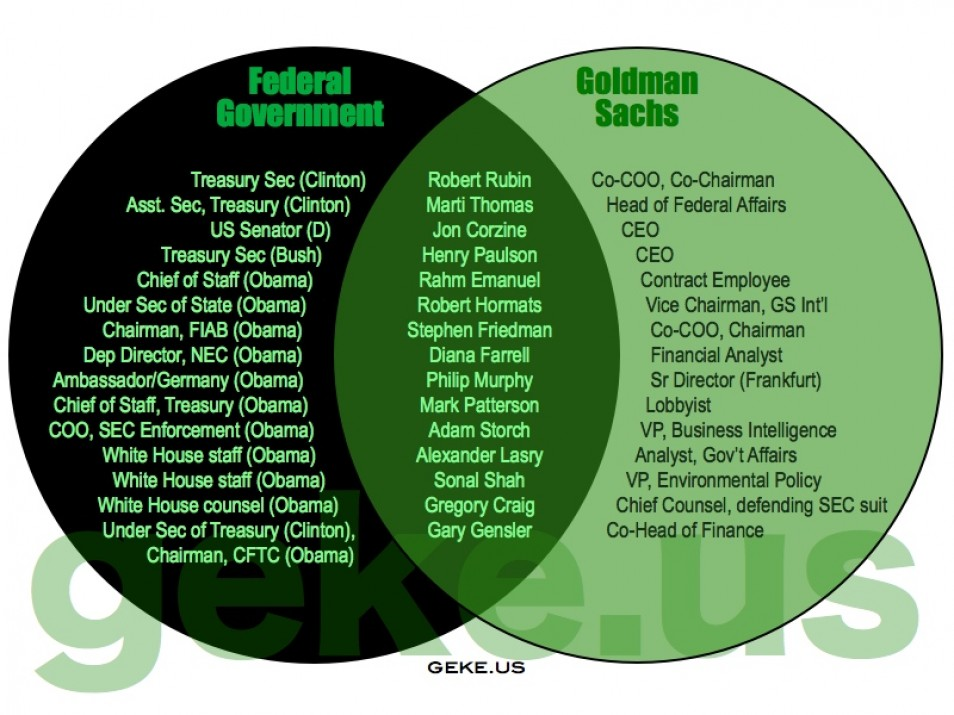 Federal
Government
Goldman
Sachs
Treasury Sec (Clinton) Robert Rubin Co-COO, Co-Chairman
Asst. Sec, Treasury (Clinton) Marti Thomas Head of Federal Affairs
US Senator (D) Jon Corzine CEO
Treasury Sec (Bush) Henry Paulson CEO
Chief of Staff (Obama) Rahm Emanuel Contract Employee
Under Sec of State (Obama) Robert Hormats Vice Chairman, GS Int'l
Chairman, FIAB (Obama) Stephen Friedman Co-COO, Chairman
Dep Director, NEC (Obama) Diana Farrell Financial Analyst
Ambassador/Germany (Obama) Philip Murphy Sr Director (Frankfurt)
Chief of Staff, Treasury (Obama) Mark Patterson Lobbyist
COO, SEC Enforcement (Obama) Adam Storch VP, Business Intelligence
White House staff (Obama) Alexander Lasry Analyst, Gov't Affairs
White House staff (Obama) Sonal Shah VP, Environmental Policy
White House counsel (Obama) Gregory Craig Chief Counsel, defending SEC suit
Under Sec of Treasury (Clinton), Gary Gensler Co-Head of Finance
Chairman, CFTC (Obama)
geke.us
GEKE.US